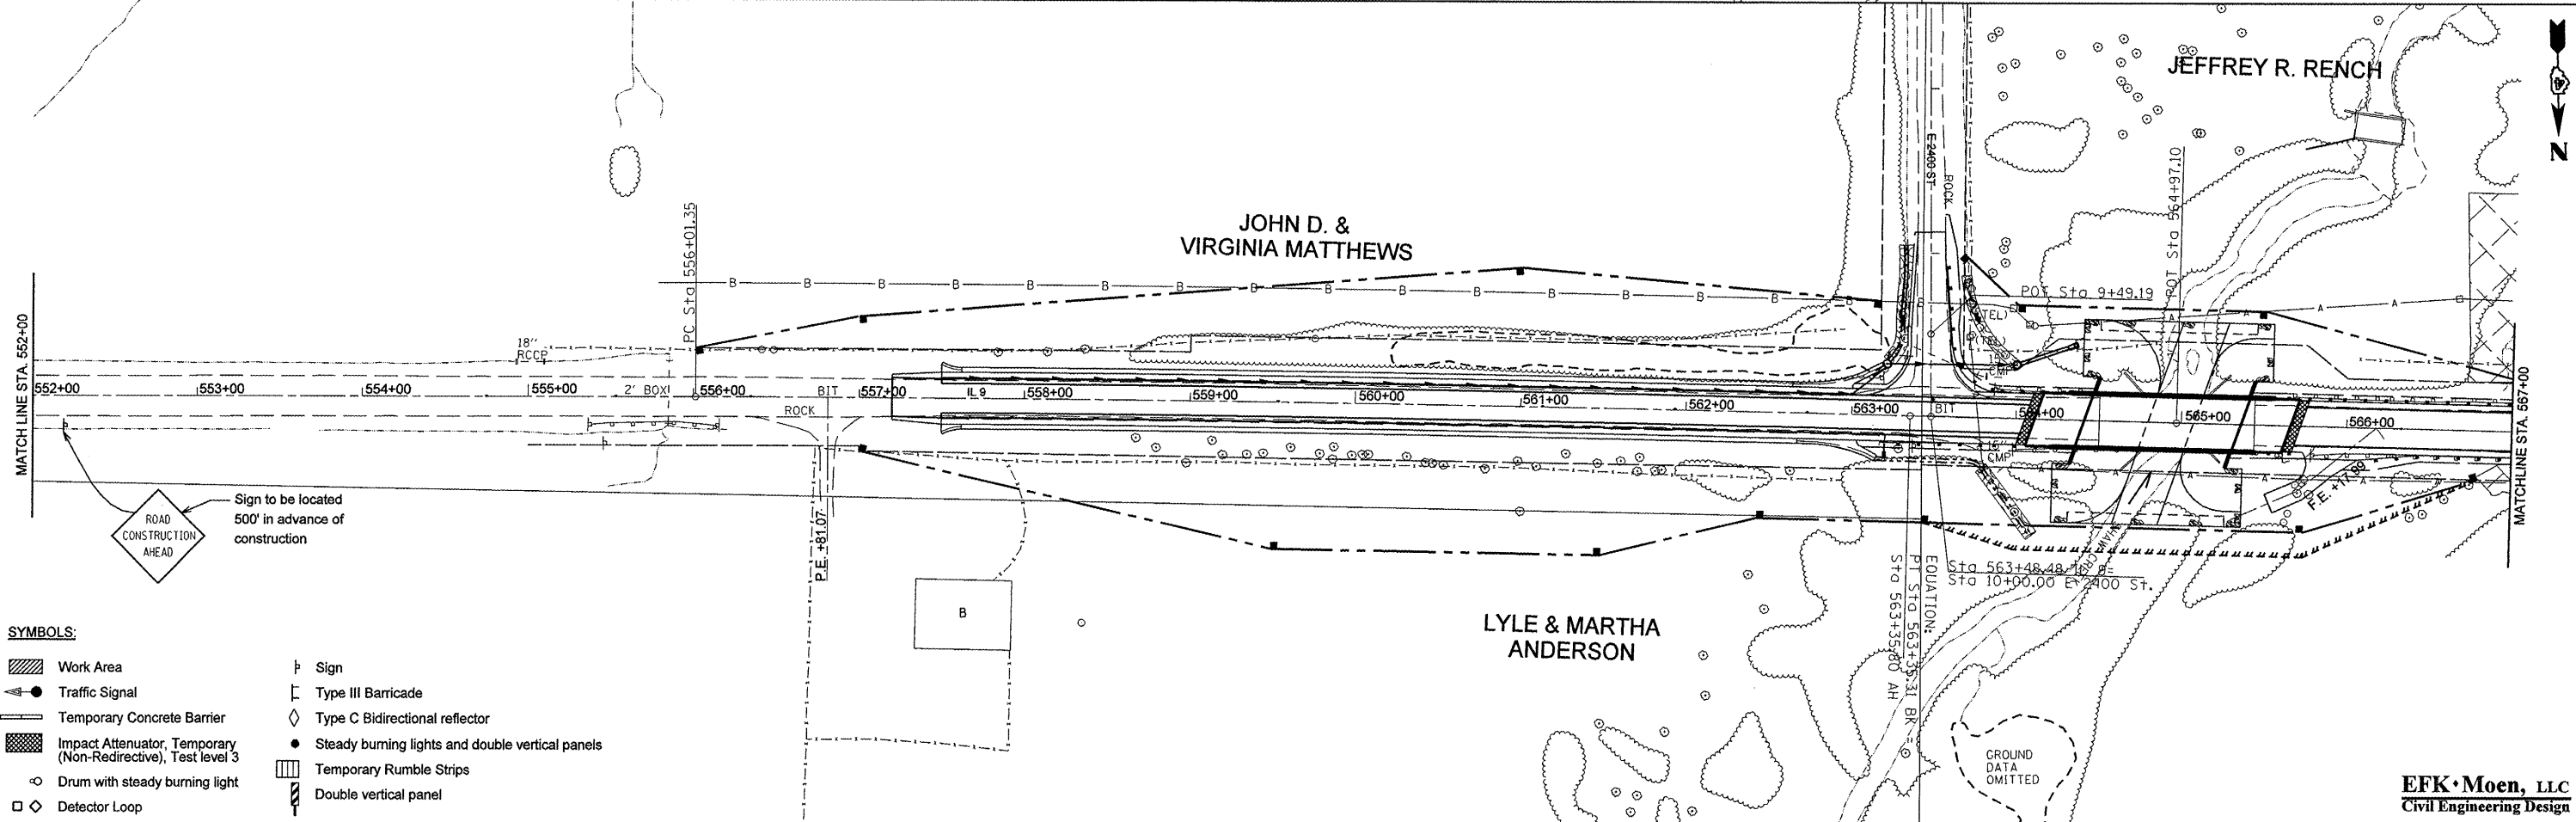 JEFFREY R. RENCH
N
JOHN D. &
VIRGINIA MATTHEWS
E 2400 ST
ROCK
POT Sta 564+97.10
PC Sta 556+01.35
POT Sta 9+49.19
B B B B B B B B B B B B B B B B B
A A A
(TEL)
(TEL)
18"
RCCP
MATCH LINE STA. 552+00
552+00 553+00 554+00 555+00 2' BOX 556+00 BIT 557+00 IL 9 558+00 559+00 560+00 561+00 562+00 563+00 BIT 564+00 565+00 566+00
MATCHLINE STA. 567+00
ROCK
15"
CMP
F.E. +17.99
P.E. +81.07
Sign to be located
500' in advance of
construction
ROAD
CONSTRUCTION
AHEAD
B
LYLE & MARTHA
ANDERSON
EQUATION:
PT Sta 563+35.31 BK =
Sta 563+35.80 AH
Sta 563+48.48 IL 9=
Sta 10+00.00 E 2400 St.
GROUND
DATA
OMITTED
SYMBOLS:
Work Area
Traffic Signal
Temporary Concrete Barrier
Impact Attenuator, Temporary
(Non-Redirective), Test level 3
Drum with steady burning light
Detector Loop
Sign
Type III Barricade
Type C Bidirectional reflector
Steady burning lights and double vertical panels
Temporary Rumble Strips
Double vertical panel
EFK•Moen, LLC
Civil Engineering Design